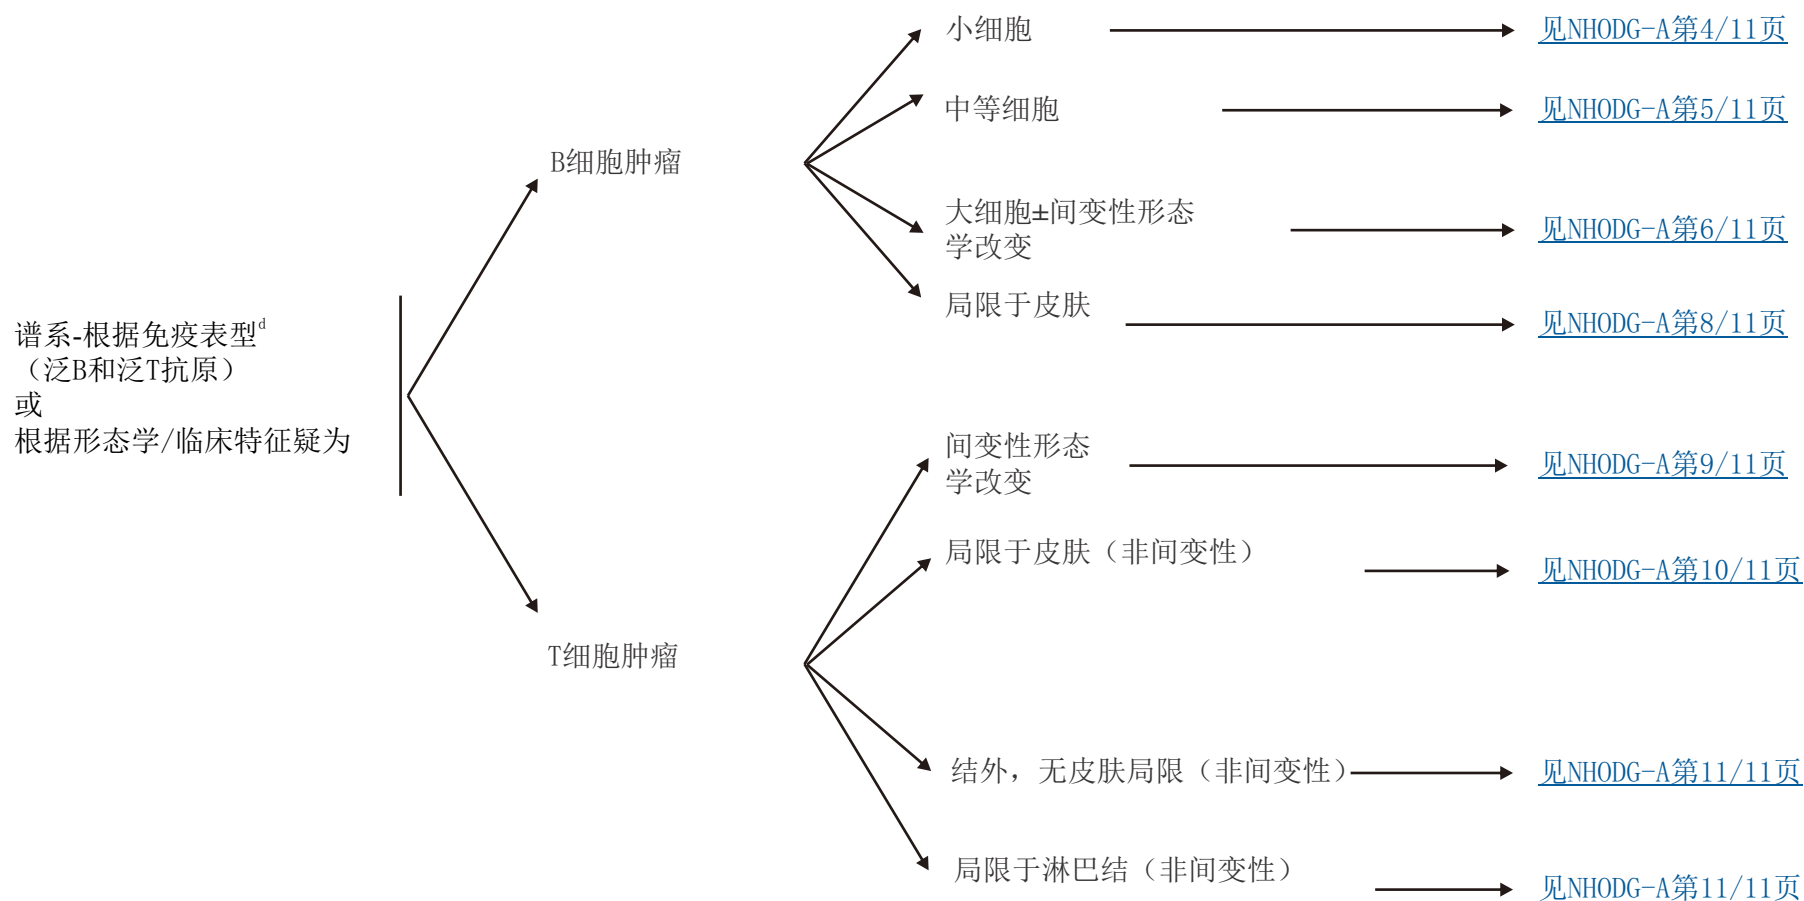 谱系-根据免疫表型d
（泛B和泛T抗原）
或
根据形态学/临床特征疑为
B细胞肿瘤
小细胞
见NHODG-A第4/11页
中等细胞
见NHODG-A第5/11页
大细胞±间变性形态
学改变
见NHODG-A第6/11页
局限于皮肤
见NHODG-A第8/11页
T细胞肿瘤
间变性形态
学改变
见NHODG-A第9/11页
局限于皮肤（非间变性）
见NHODG-A第10/11页
结外，无皮肤局限（非间变性）
见NHODG-A第11/11页
局限于淋巴结（非间变性）
见NHODG-A第11/11页